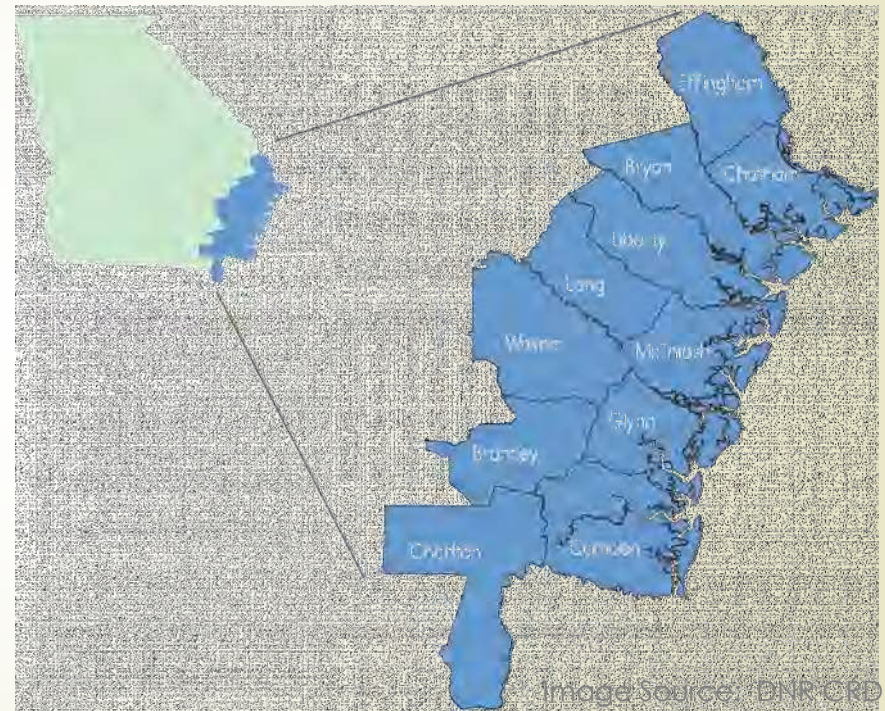 Effingham
Bryan
Chatham
Liberty
Long
Wayne
McIntosh
Glynn
Brantley
Charlton
Camden
Image Source: DNR CRD